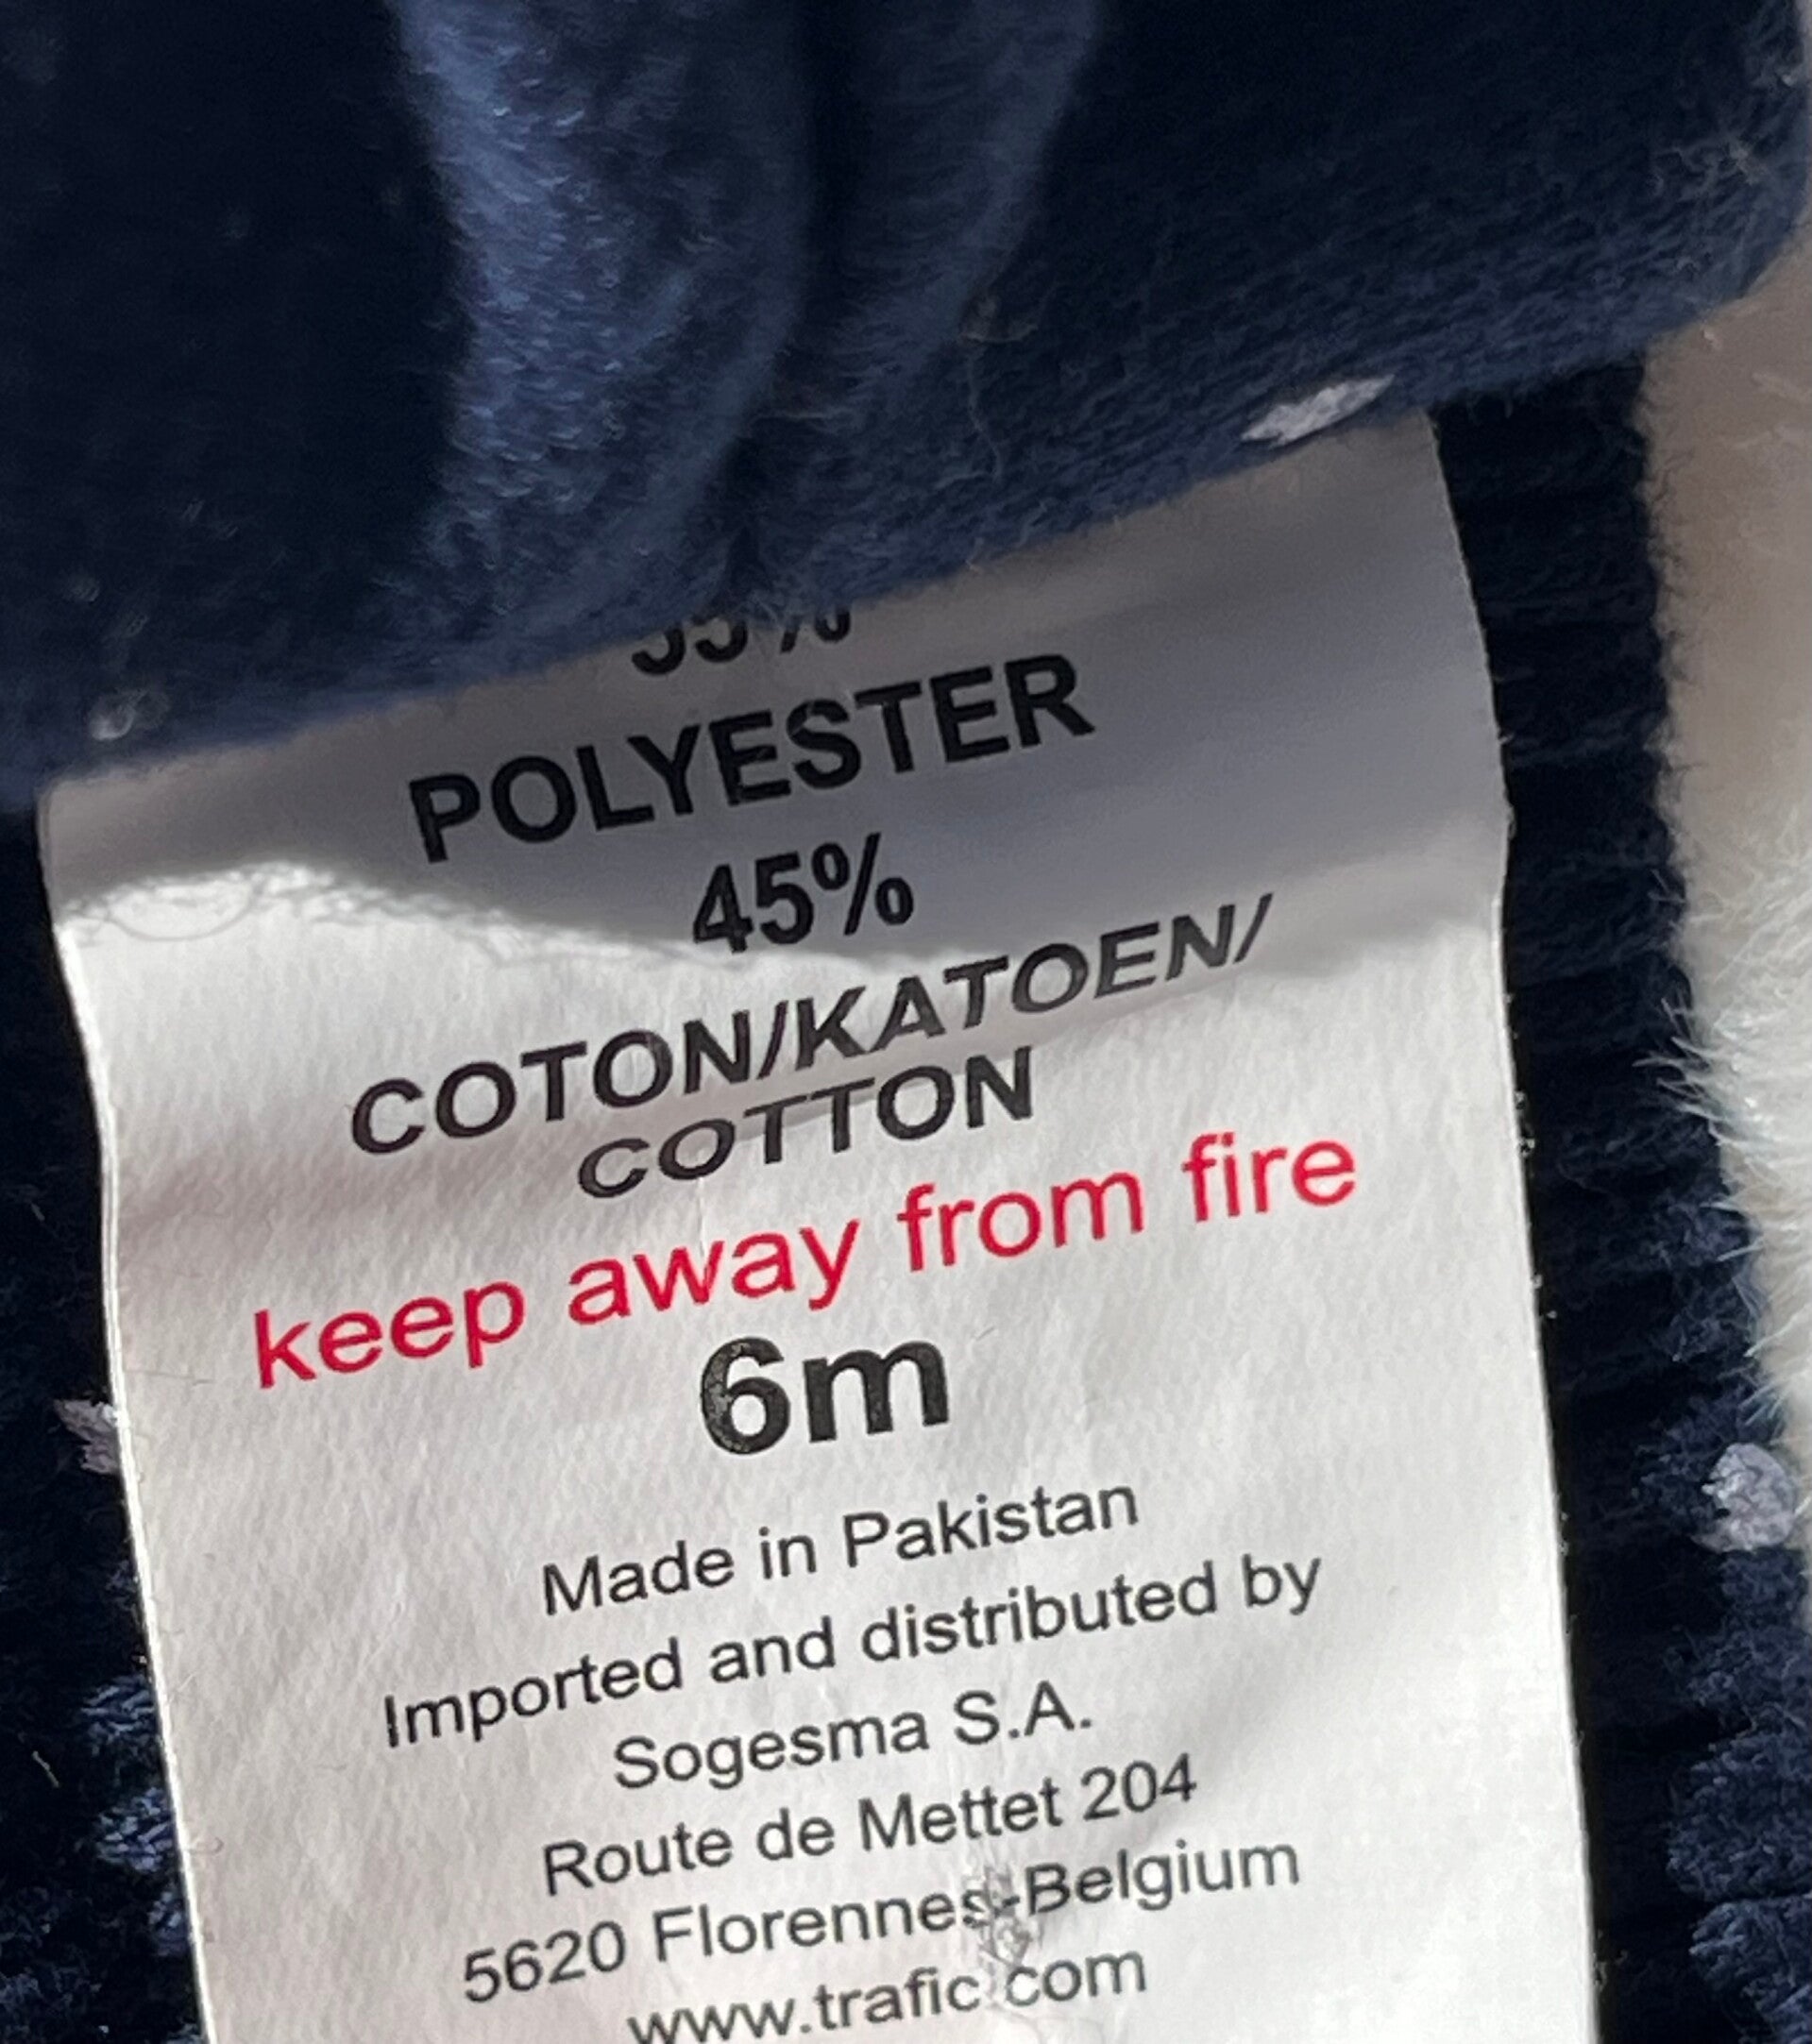 POLYESTER
45%
COTON/KATOEN/
COTTON
keep away from fire
6m
Made in Pakistan
Imported and distributed by
Sogesma S.A.
Route de Mettet 204
5620 Florennes-Belgium
www.trafic.com